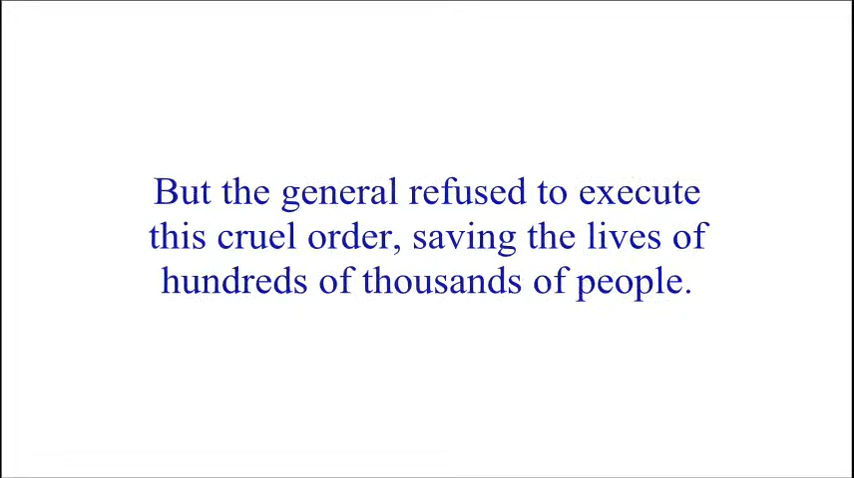 But the general refused to execute
this cruel order, saving the lives of
hundreds of thousands of people.